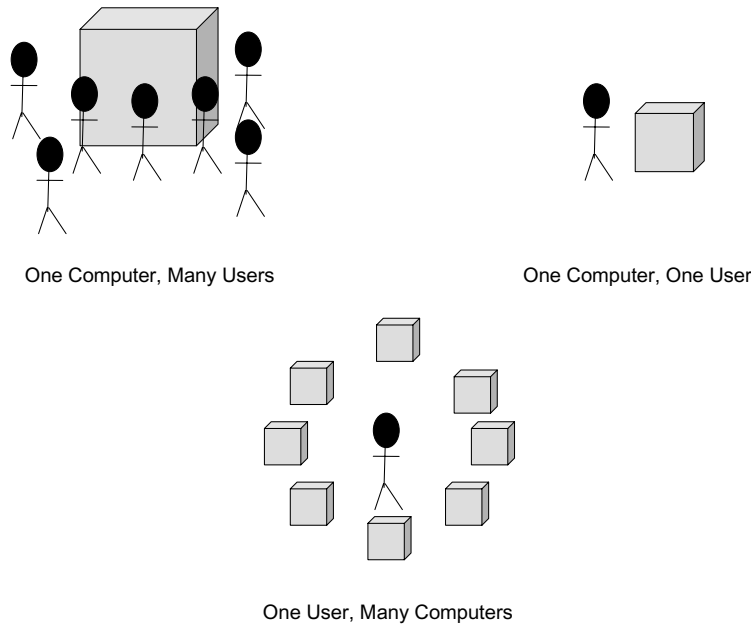 One Computer, Many Users
One Computer, One User
One User, Many Computers